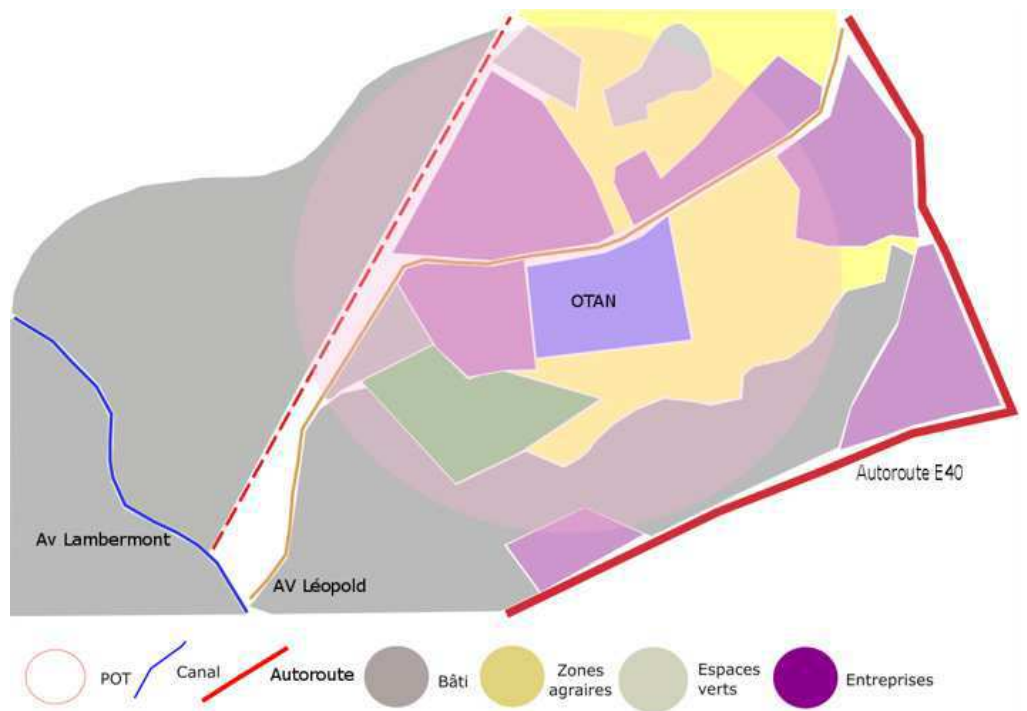 OTAN
Autoroute E40
Av Lambermont
AV Léopold
POT
Canal
Autoroute
Bâti
Zones
agraires
Espaces
verts
Entreprises